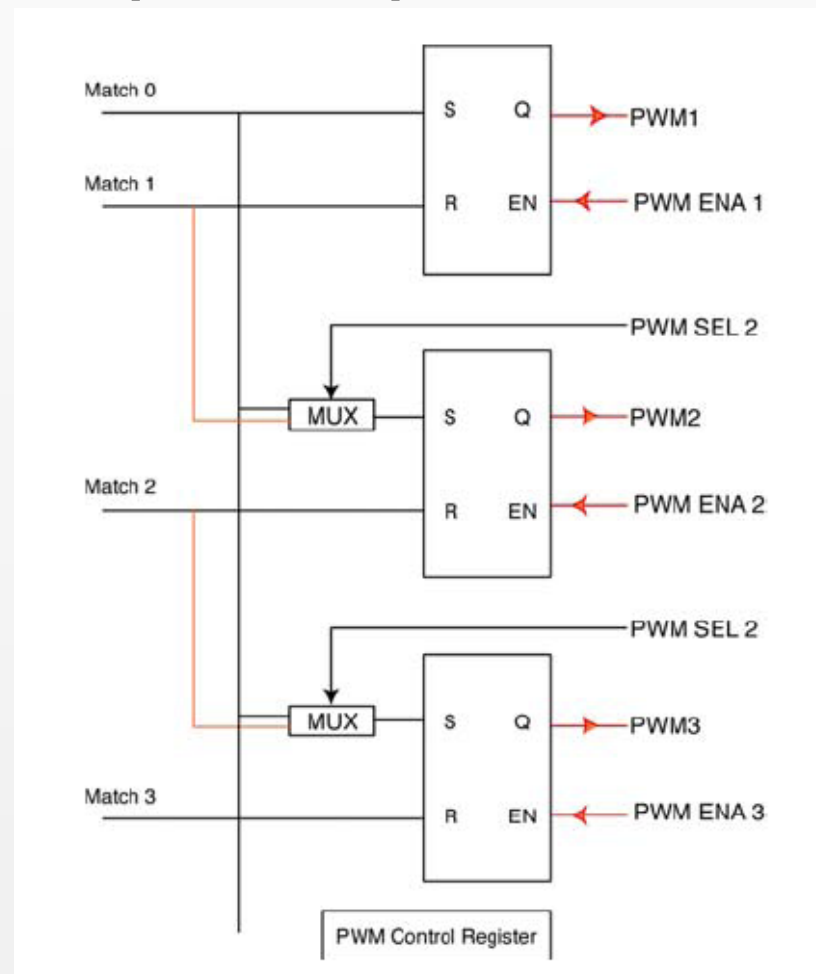 Match 0
S Q
PWM1
Match 1
R EN
PWM ENA 1
PWM SEL 2
MUX
S Q
PWM2
Match 2
R EN
PWM ENA 2
PWM SEL 2
MUX
S Q
PWM3
Match 3
R EN
PWM ENA 3
PWM Control Register